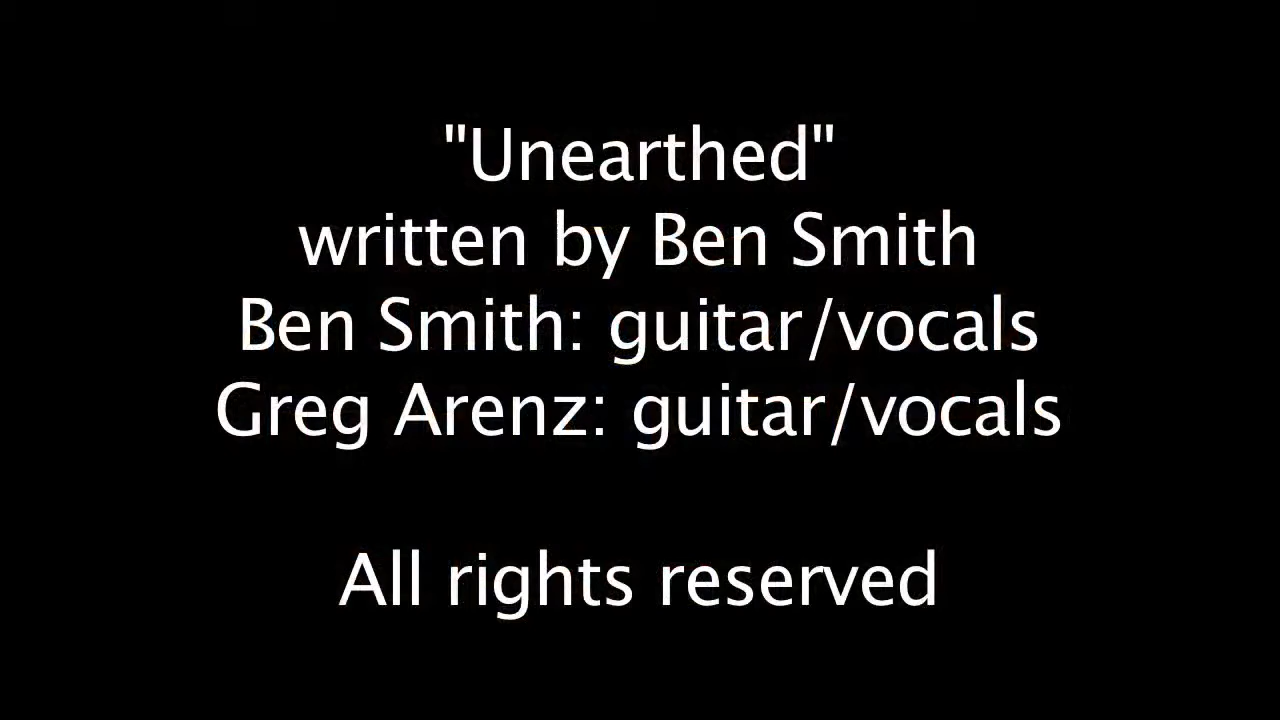 "Unearthed"
written by Ben Smith
Ben Smith: guitar/vocals
Greg Arenz: guitar/vocals
All rights reserved